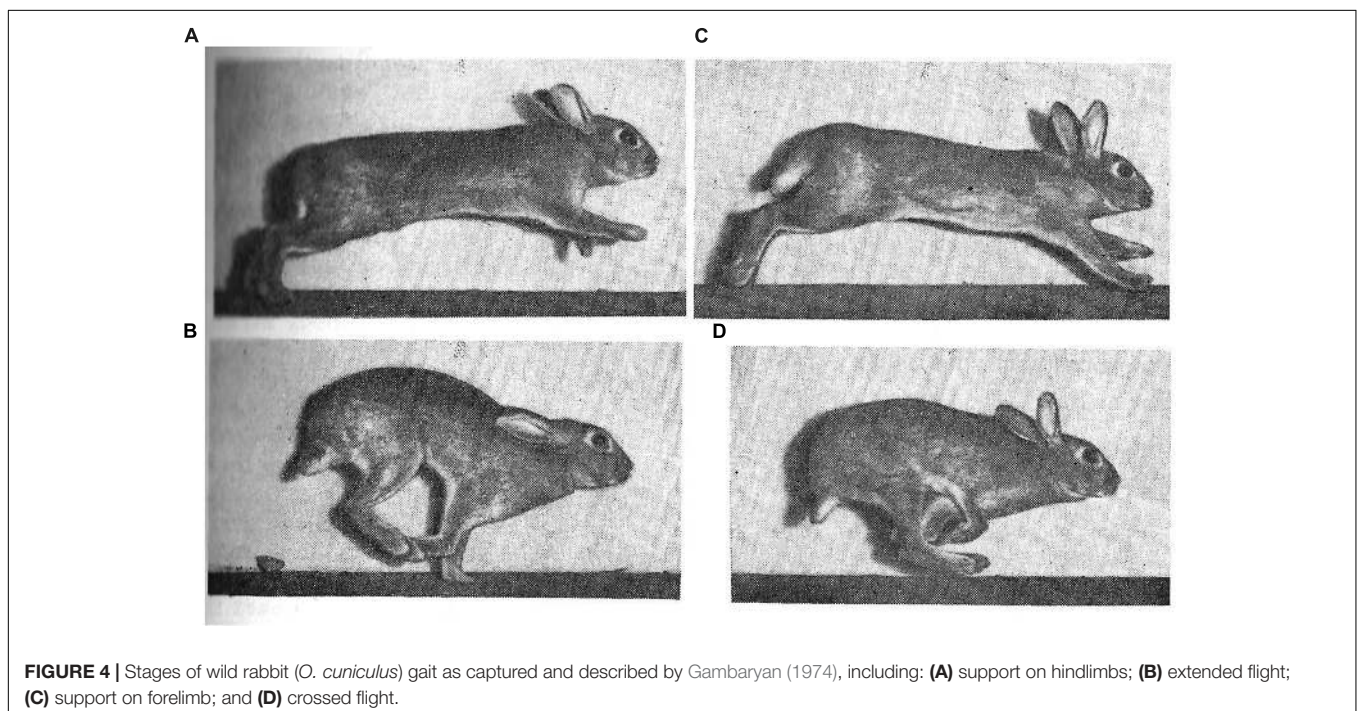 A
C
B
D
FIGURE 4 | Stages of wild rabbit (O. cuniculus) gait as captured and described by Gambaryan (1974), including: (A) support on hindlimbs; (B) extended flight;
(C) support on forelimb; and (D) crossed flight.